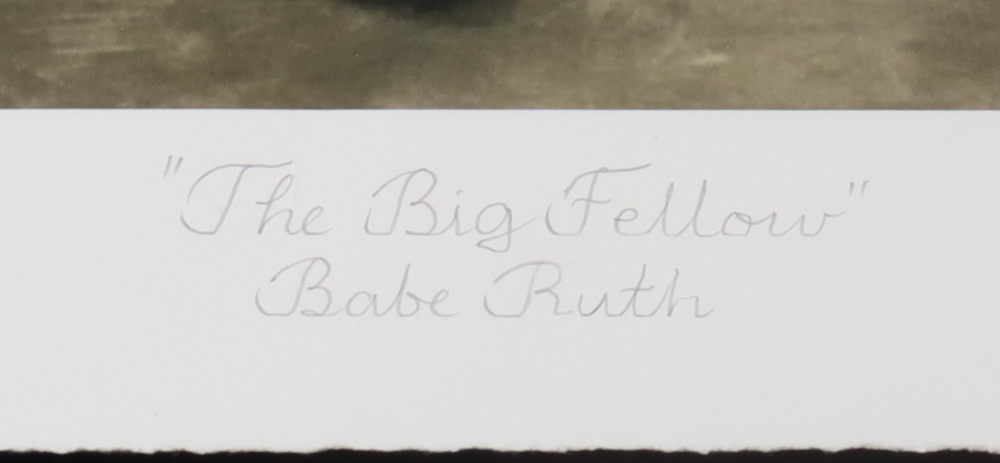 "The Big Fellow"
Babe Ruth